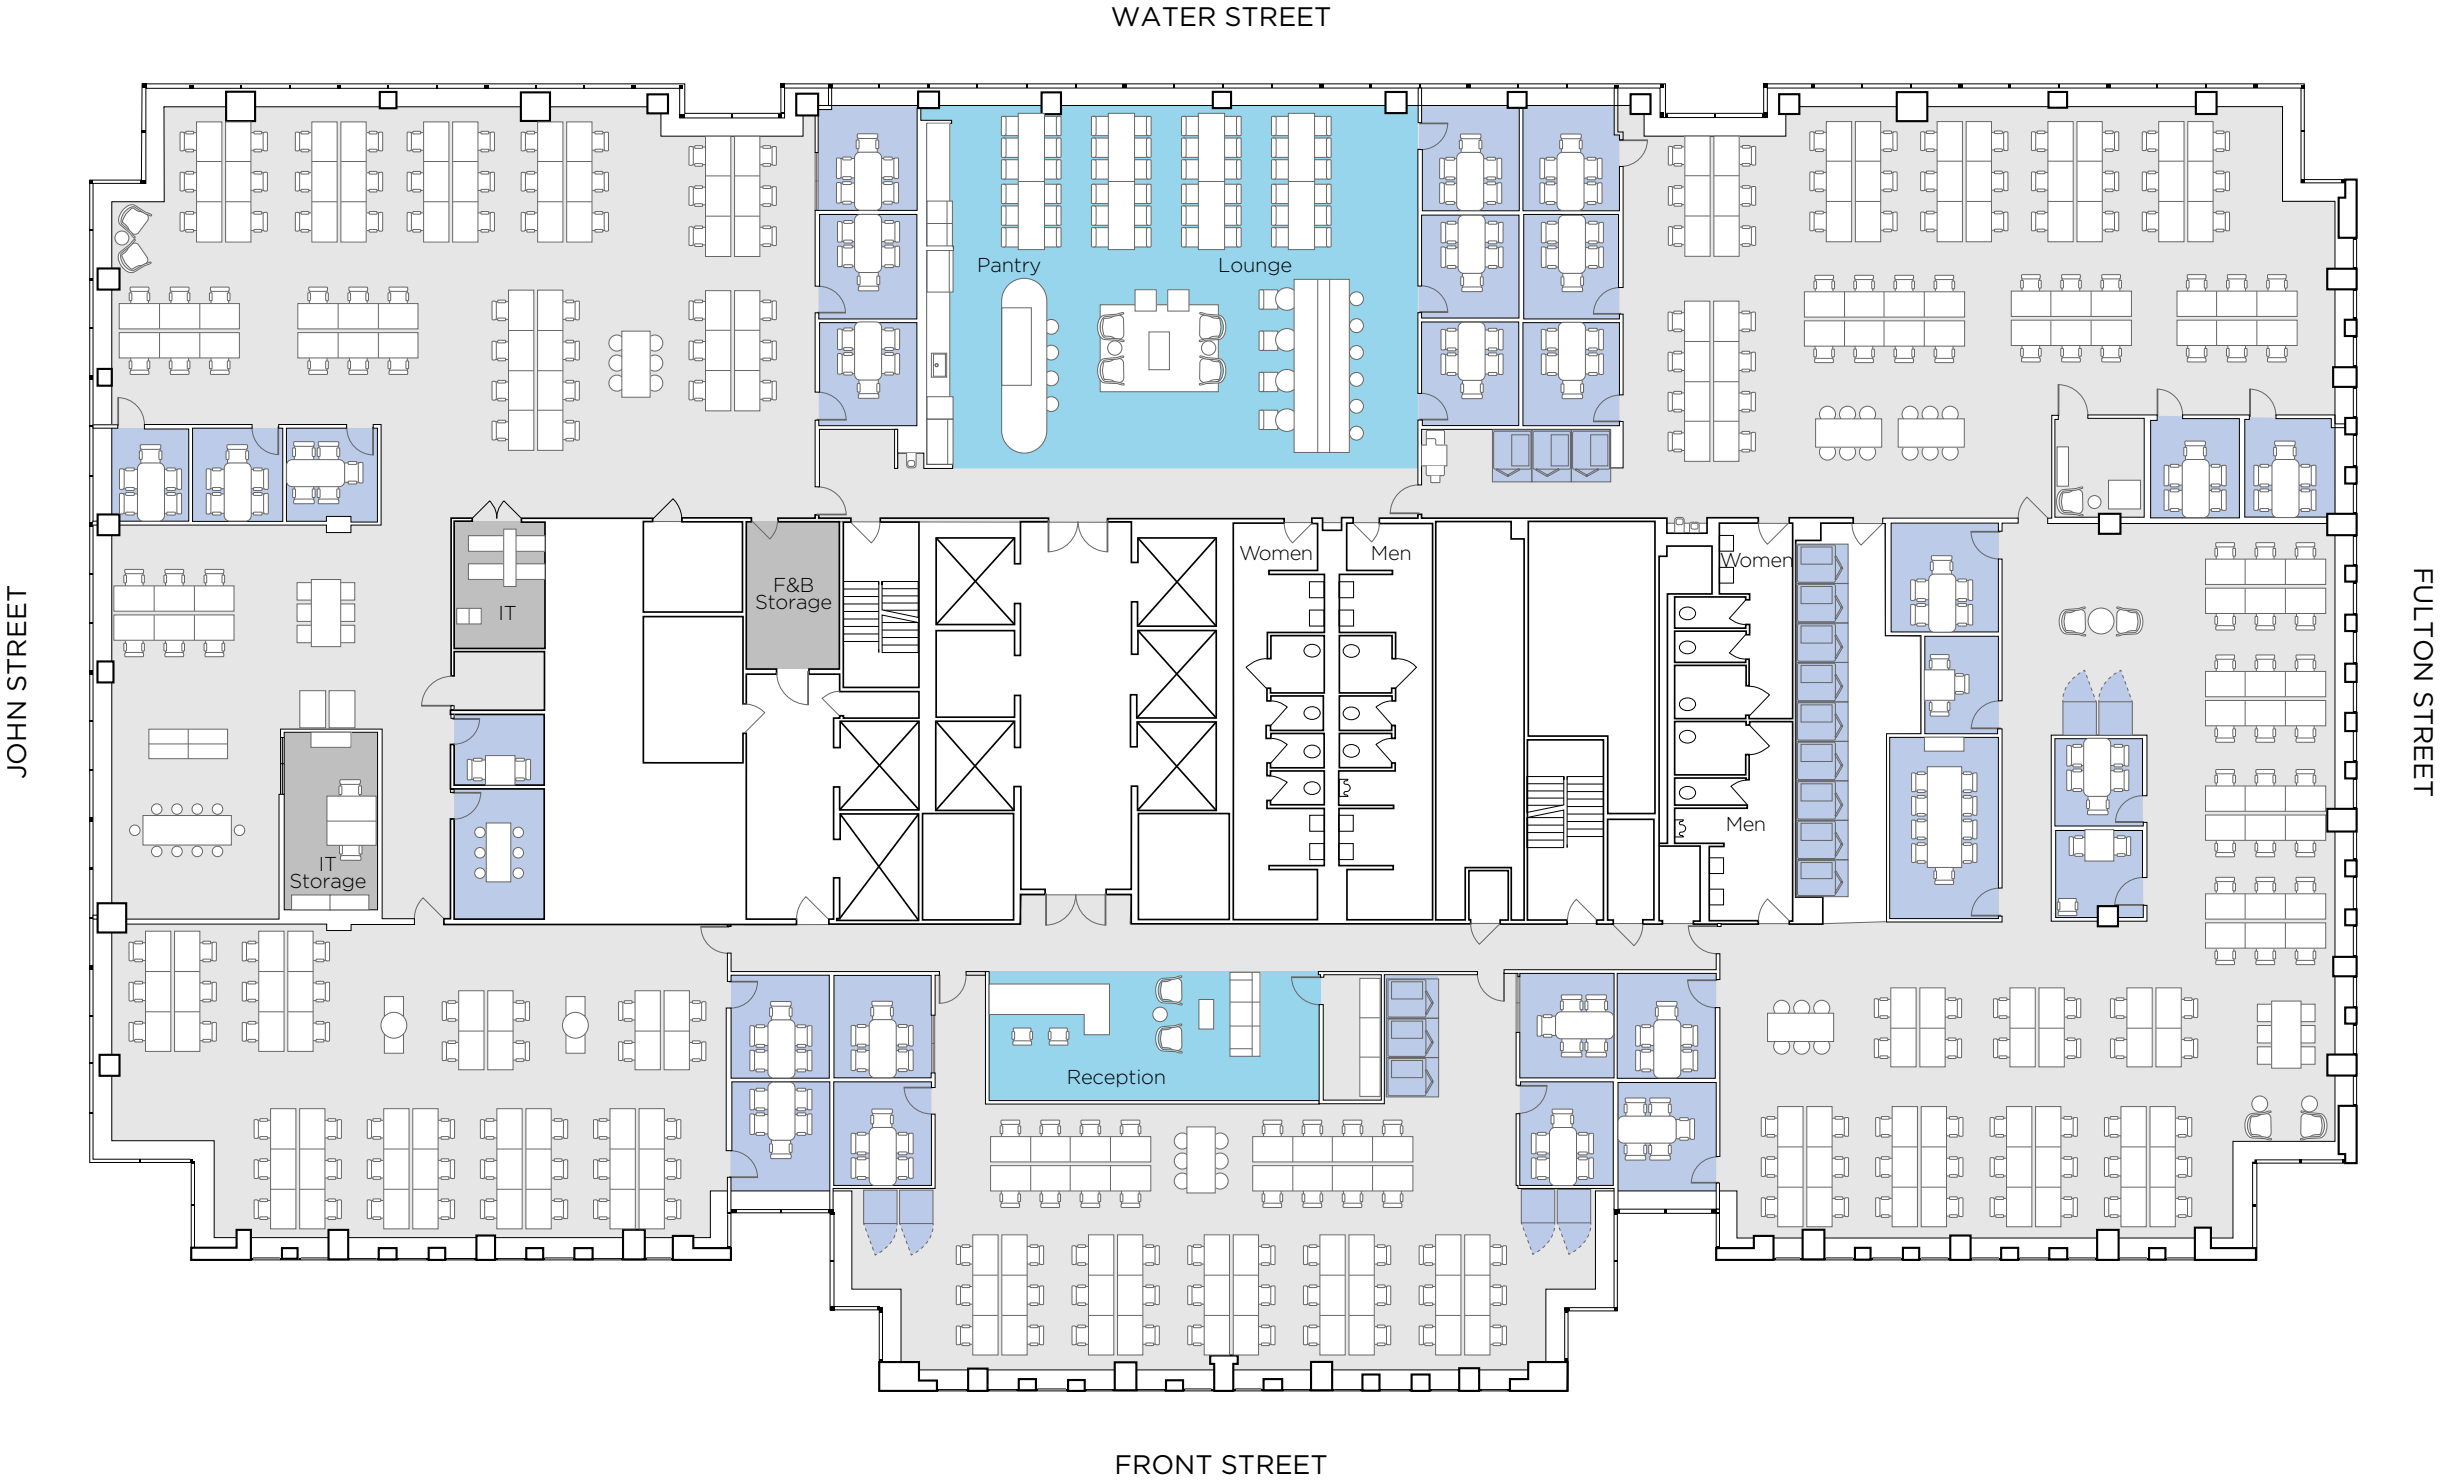 WATER STREET
Pantry
Lounge
Women
Men
Women
F&B
Storage
IT
JOHN STREET
FULTON STREET
Men
IT
Storage
Reception
FRONT STREET